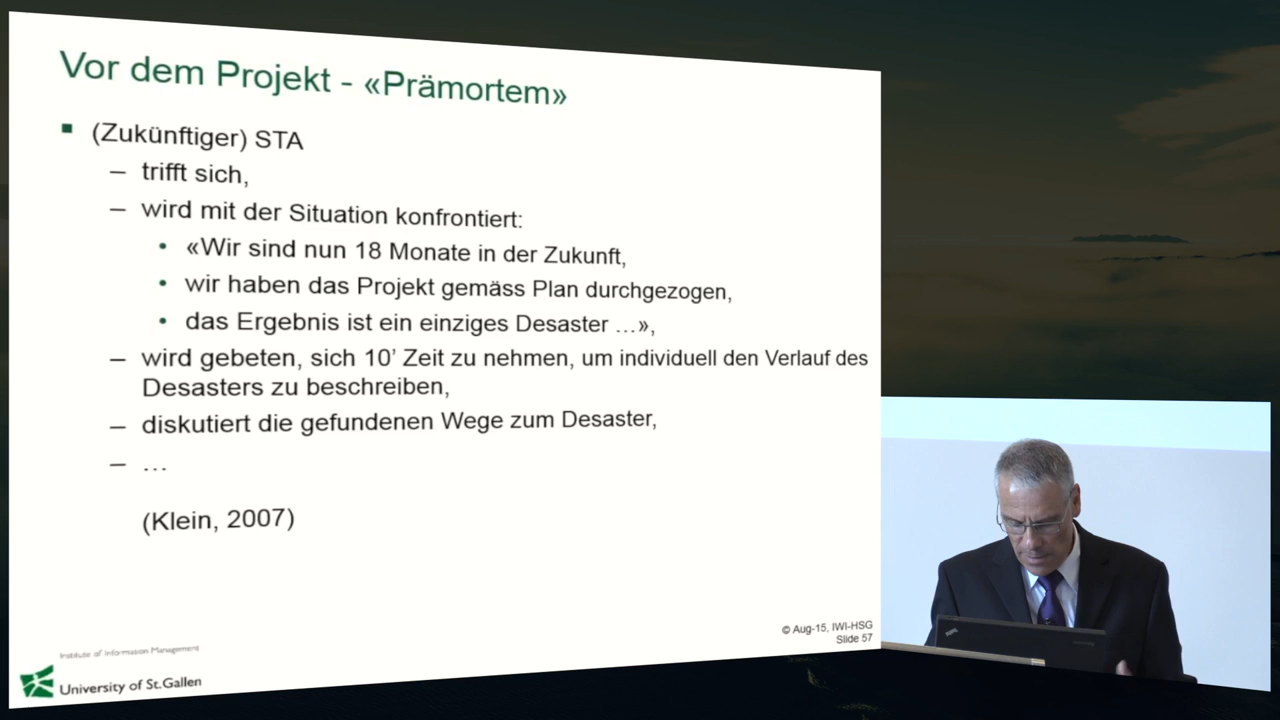 Vor dem Projekt - «Prämortem»
(Zukünftiger) STA
– trifft sich,
– wird mit der Situation konfrontiert:
• «Wir sind nun 18 Monate in der Zukunft,
• wir haben das Projekt gemäss Plan durchgezogen,
• das Ergebnis ist ein einziges Desaster …»,
– wird gebeten, sich 10’ Zeit zu nehmen, um individuell den Verlauf des
Desasters zu beschreiben,
– diskutiert die gefundenen Wege zum Desaster,
– …
(Klein, 2007)
© Aug-15, IWI-HSG
Slide 57
Institute of Information Management
University of St.Gallen